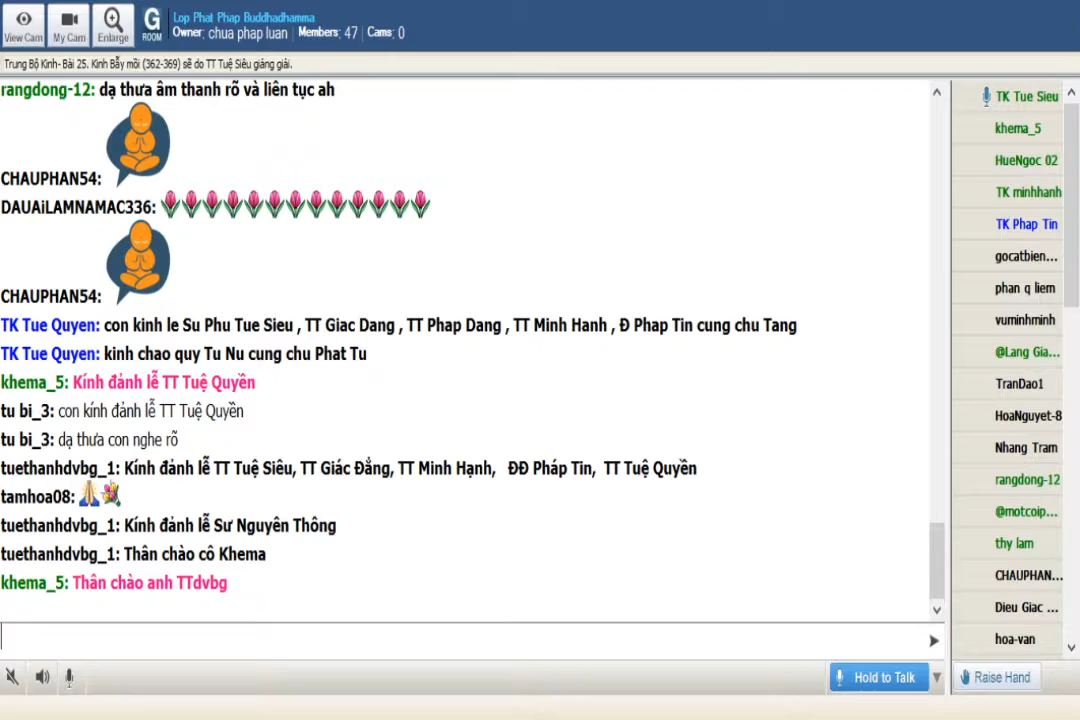 View Cam
My Cam
Enlarge
G
ROOM
Lop Phat Phap Buddhadhamma
Owner: chua phap luan | Members: 47 | Cams: 0
Trung Bộ Kinh- Bài 25. Kinh Bẫy mồi (362-369) sẽ do TT Tuệ Siêu giảng giải.
rangdong-12: dạ thưa âm thanh rõ và liên tục ah
CHAUPHAN54:
DAUAiLAMNAMAC336:
CHAUPHAN54:
TK Tue Quyen: con kinh le Su Phu Tue Sieu , TT Giac Dang , TT Phap Dang , TT Minh Hanh , Đ Phap Tin cung chu Tang
TK Tue Quyen: kinh chao quy Tu Nu cung chu Phat Tu
khema_5: Kính đảnh lễ TT Tuệ Quyền
tu bi_3: con kính đảnh lễ TT Tuệ Quyền
tu bi_3: dạ thưa con nghe rõ
tuethanhdvbg_1: Kính đảnh lễ TT Tuệ Siêu, TT Giác Đẳng, TT Minh Hạnh, ĐĐ Pháp Tin, TT Tuệ Quyền
tamhoa08:
tuethanhdvbg_1: Kính đảnh lễ Sư Nguyên Thông
tuethanhdvbg_1: Thân chào cô Khema
khema_5: Thân chào anh TTdvbg
TK Tue Sieu
khema_5
HueNgoc 02
TK minhhanh
TK Phap Tin
gocatbien...
phan q liem
vuminhminh
@Lang Gia...
TranDao1
HoaNguyet-8
Nhang Tram
rangdong-12
@motcoip...
thy lam
CHAUPHAN...
Dieu Giac ...
hoa-van
Hold to Talk
Raise Hand